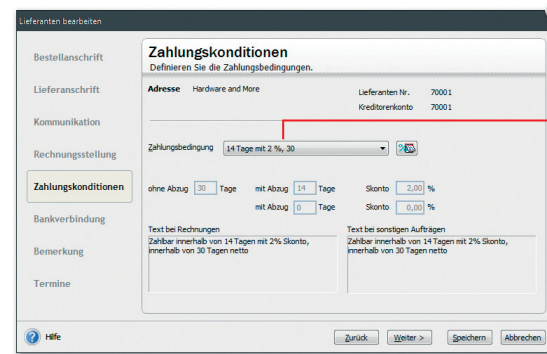 Lieferanten bearbeiten
Bestellanschrift
Lieferanschrift
Kommunikation
Rechnungsstellung
Zahlungskonditionen
Bankverbindung
Bemerkung
Termine
Zahlungskonditionen
Definieren Sie die Zahlungsbedingungen.
Adresse Hardware and More
Lieferanten Nr. 70001
Kreditorenkonto 70001
Zahlungsbedingung 14 Tage mit 2 %, 30
ohne Abzug 30 Tage mit Abzug 14 Tage Skonto 2,00 %
mit Abzug 0 Tage Skonto 0,00 %
Text bei Rechnungen
Zahlbar innerhalb von 14 Tagen mit 2% Skonto,
innerhalb von 30 Tagen netto
Text bei sonstigen Aufträgen
Zahlbar innerhalb von 14 Tagen mit 2% Skonto,
innerhalb von 30 Tagen netto
Hilfe
Zurück Weiter > Speichern Abbrechen